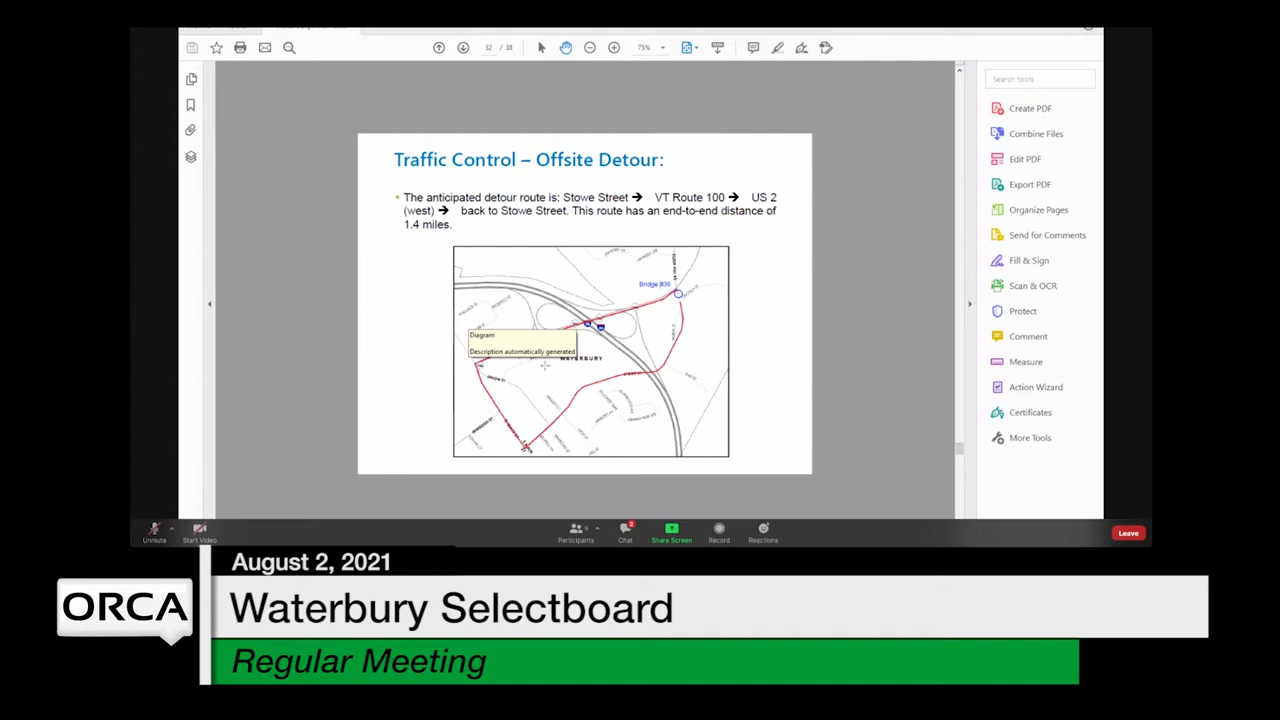 32 / 38
75%
Search tools
Create PDF
Combine Files
Edit PDF
Export PDF
Organize Pages
Send for Comments
Fill & Sign
Scan & OCR
Protect
Comment
Measure
Action Wizard
Certificates
More Tools
Traffic Control – Offsite Detour:
• The anticipated detour route is: Stowe Street ➔ VT Route 100 ➔ US 2
(west) ➔ back to Stowe Street. This route has an end-to-end distance of
1.4 miles.
Bridge #36
Diagram
Description automatically generated
WATERBURY
Unmute
Start Video
Participants
Chat
2
Share Screen
Record
Reactions
Leave
August 2, 2021
ORCA
Waterbury Selectboard
Regular Meeting